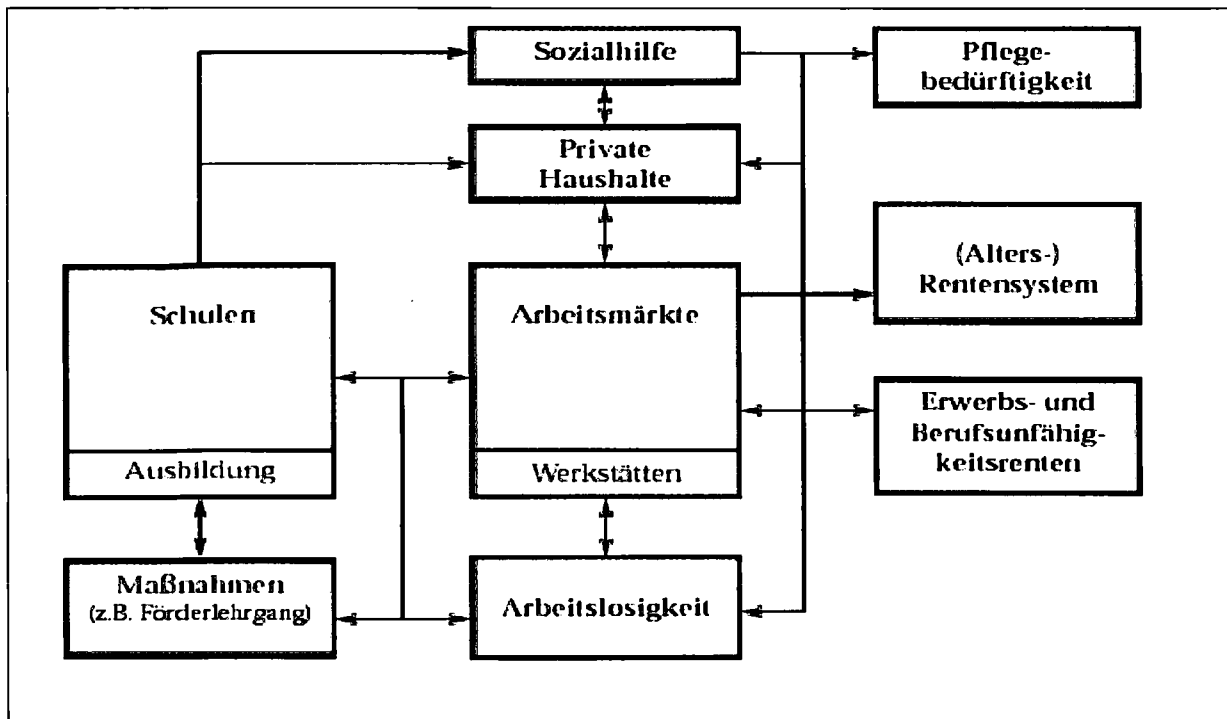 Sozialhilfe
Pflege-
bedürftigkeit
Private
Haushalte
Schulen
Ausbildung
Arbeitsmärkte
Werkstätten
(Alters-)
Rentensystem
Erwerbs- und
Berufsunfähig-
keitsrenten
Maßnahmen
(z.B. Förderlehrgang)
Arbeitslosigkeit